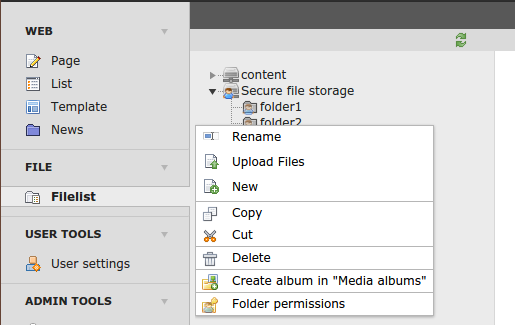 WEB
Page
List
Template
News
FILE
Filelist
USER TOOLS
User settings
ADMIN TOOLS
content
Secure file storage
folder1
folder2
Rename
Upload Files
New
Copy
Cut
Delete
Create album in "Media albums"
Folder permissions